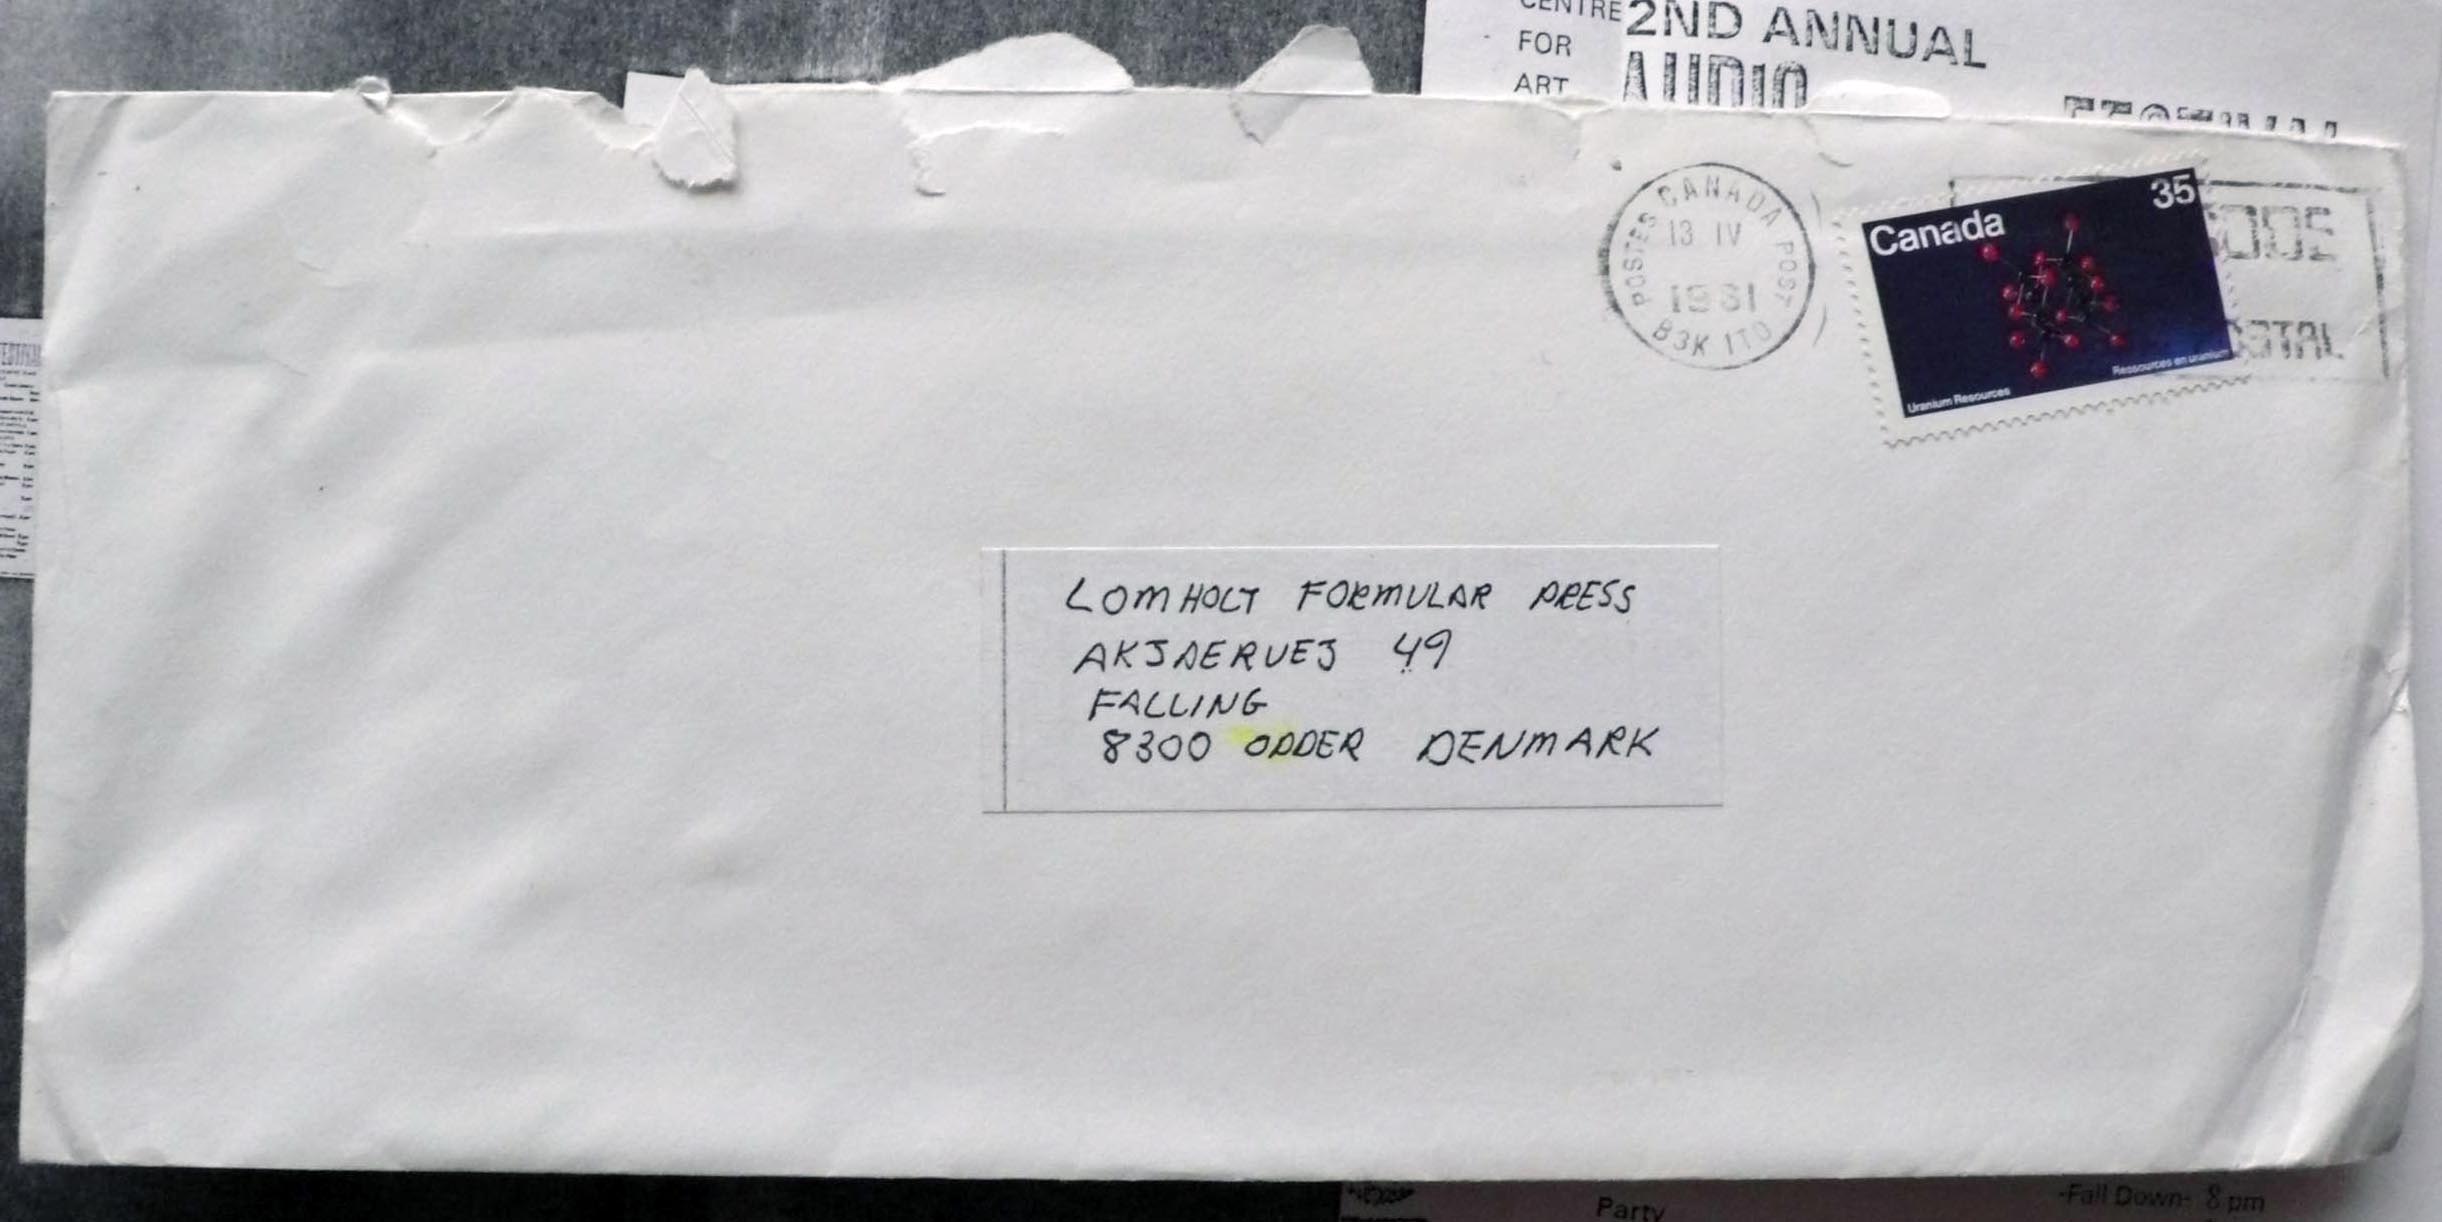 CENTRE
FOR
ART
2ND ANNUAL
AUDIO
CANADA POST
POSTES
13 IV
1981
B3K 1T0
Canada
35
Uranium Resources
Ressources en uranium
LOMHOLT FORMULAR PRESS
AKJAERVEJ 49
FALLING
8300 ODDER DENMARK
Party
-Fall Down- 8 pm